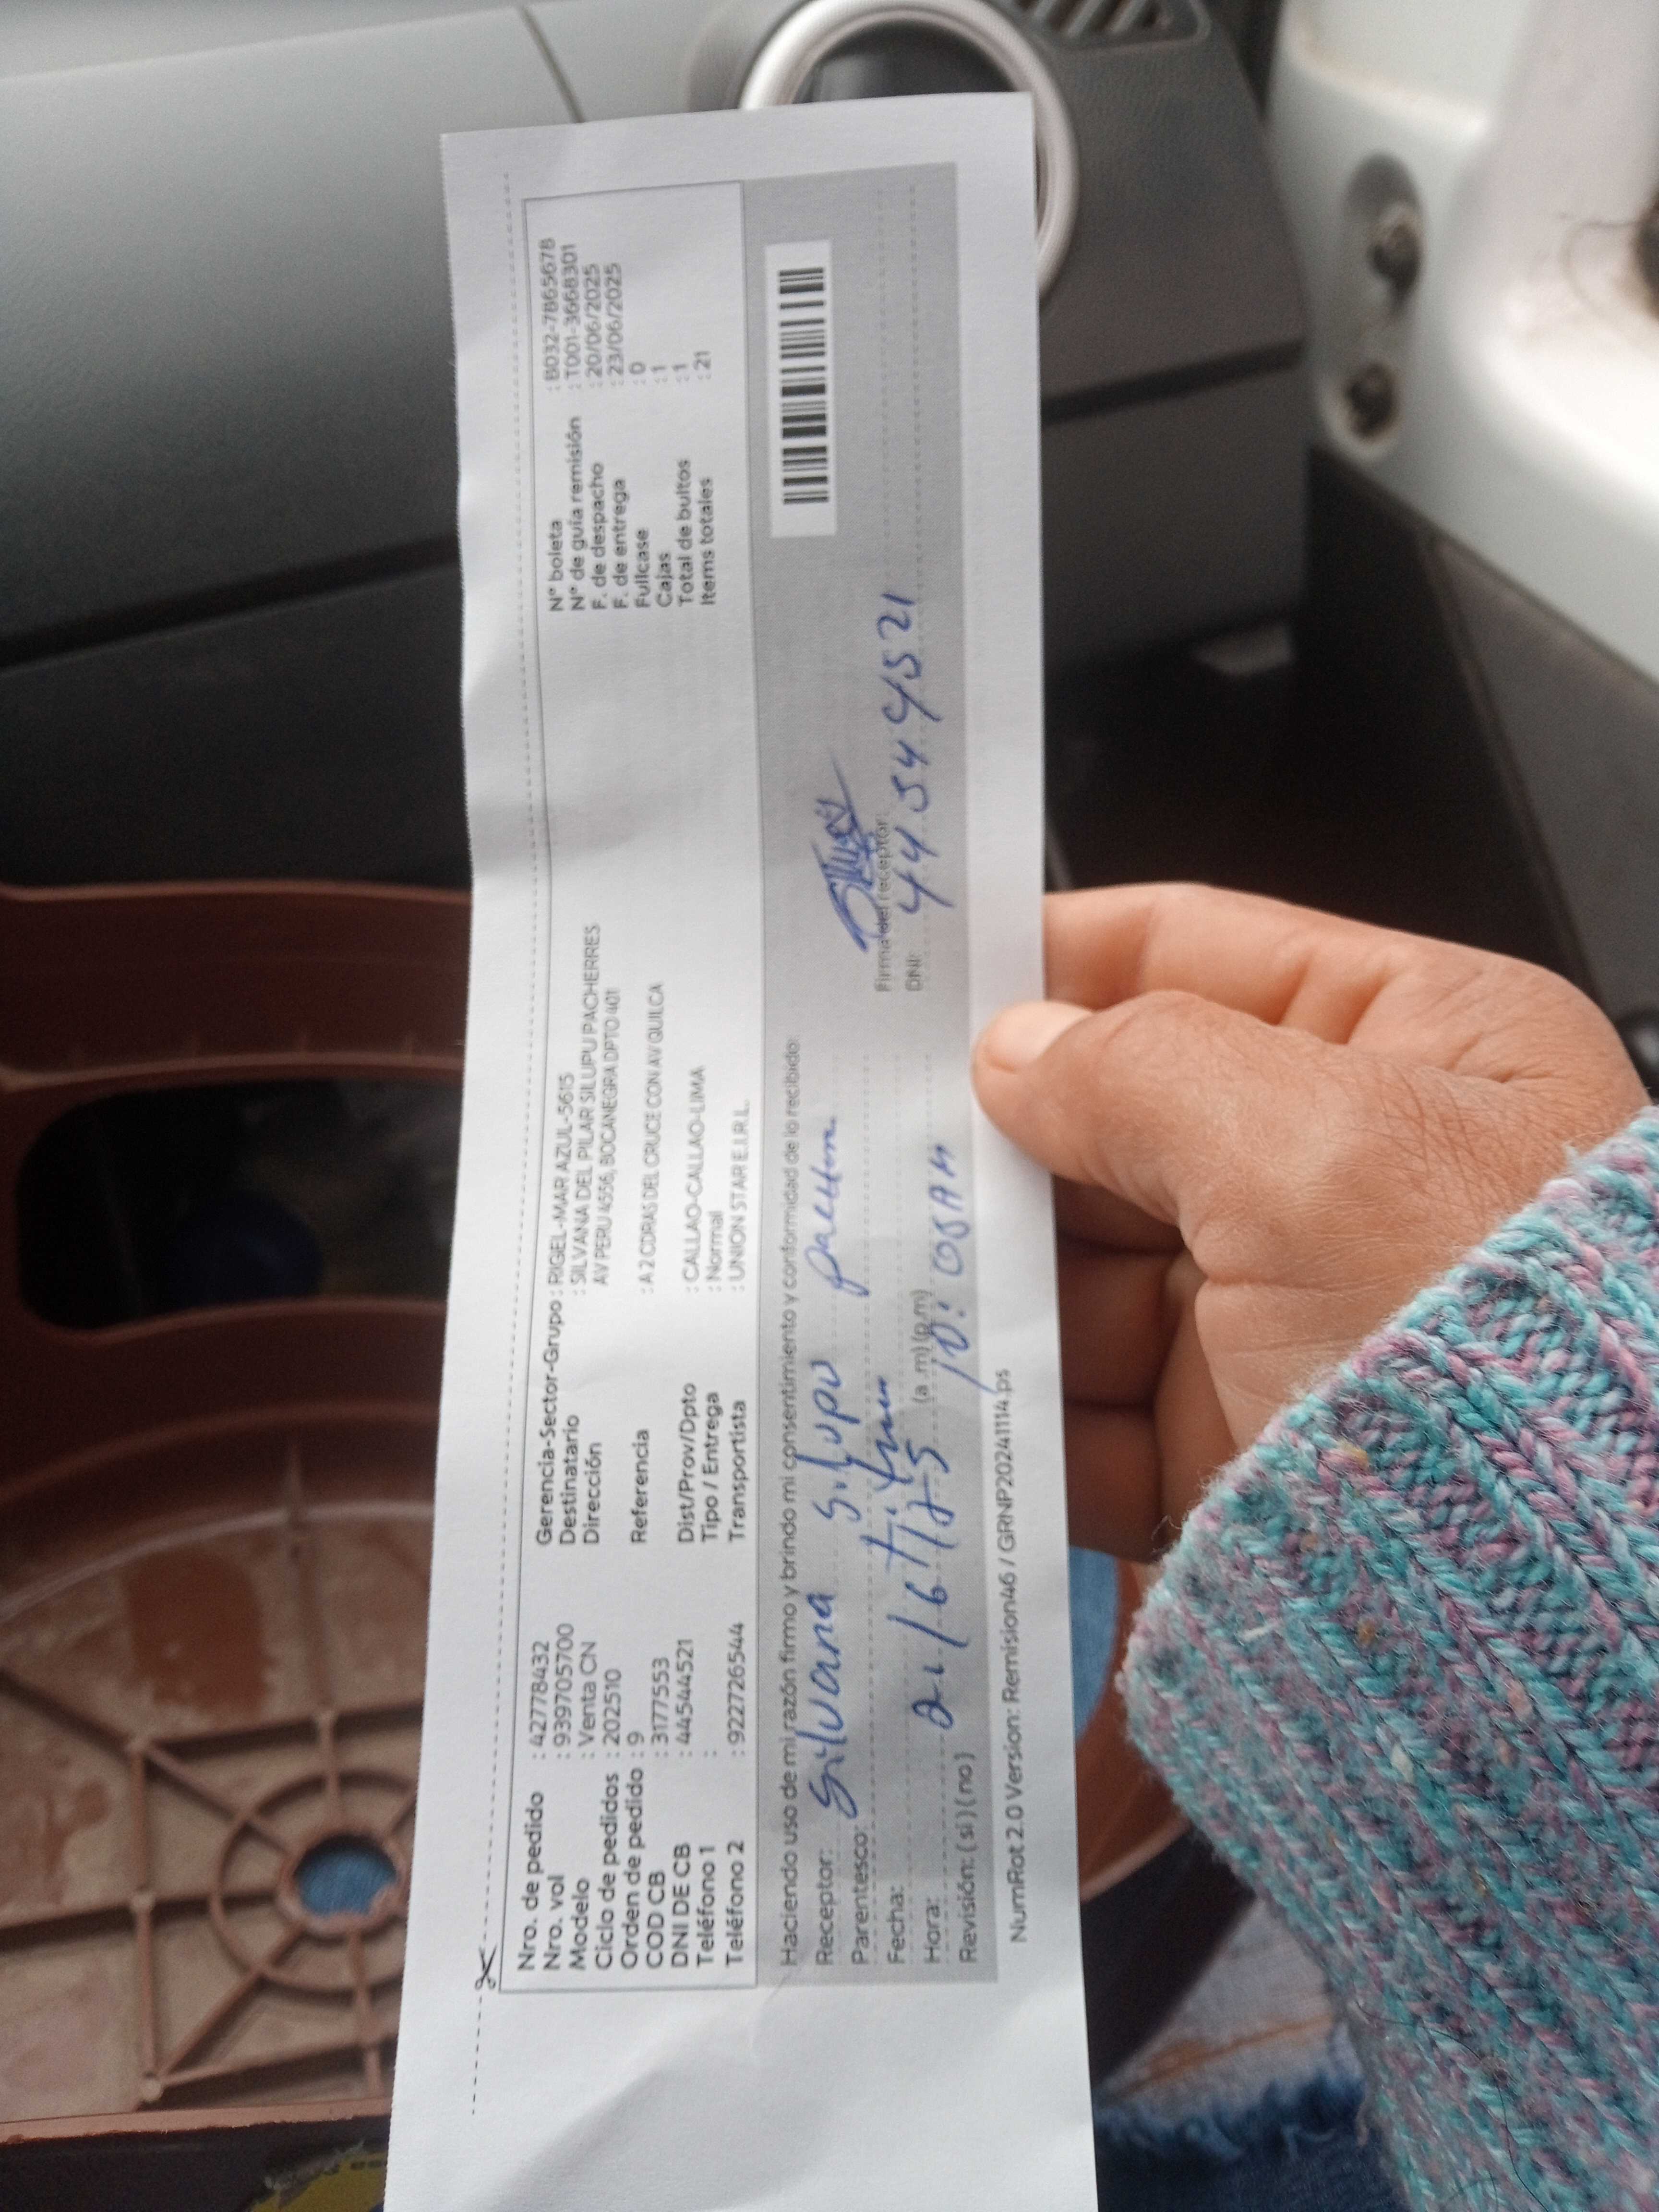 Nro. de pedido : 42778432
Nro. vol : 939705700
Modelo : Venta CN
Ciclo de pedidos : 202510
Orden de pedido : 9
COD CB : 3177553
DNI DE CB : 44544521
Teléfono 1 :
Teléfono 2 : 922726544
Gerencia-Sector-Grupo : RIGEL-MAR AZUL-5615
Destinatario : SILVANA DEL PILAR SILUPU PACHERRES
Dirección AV PERU 4556, BOCANEGRA DPTO 401
Referencia : A 2 CDRAS DEL CRUCE CON AV QUILCA
Dist/Prov/Dpto : CALLAO-CALLAO-LIMA
Tipo / Entrega : Normal
Transportista : UNION STAR E.I.R.L.
N° boleta : B032-7865678
N° de guía remisión : T001-3668301
F. de despacho : 20/06/2025
F. de entrega : 23/06/2025
Fullcase : 0
Cajas : 1
Total de bultos : 1
Items totales : 21
Haciendo uso de mi razón firmo y brindo mi consentimiento y conformidad de lo recibido:
Receptor: Silvana Silupu
Parentesco:
Fecha: 21/6/25
Hora: (a .m) (p.m) 10:05AM
Revisión: ( si ) ( no )
Firma del receptor:
DNI: 44544521
NumRot 2.0 Version: Remision46 / GRNP20241114.ps